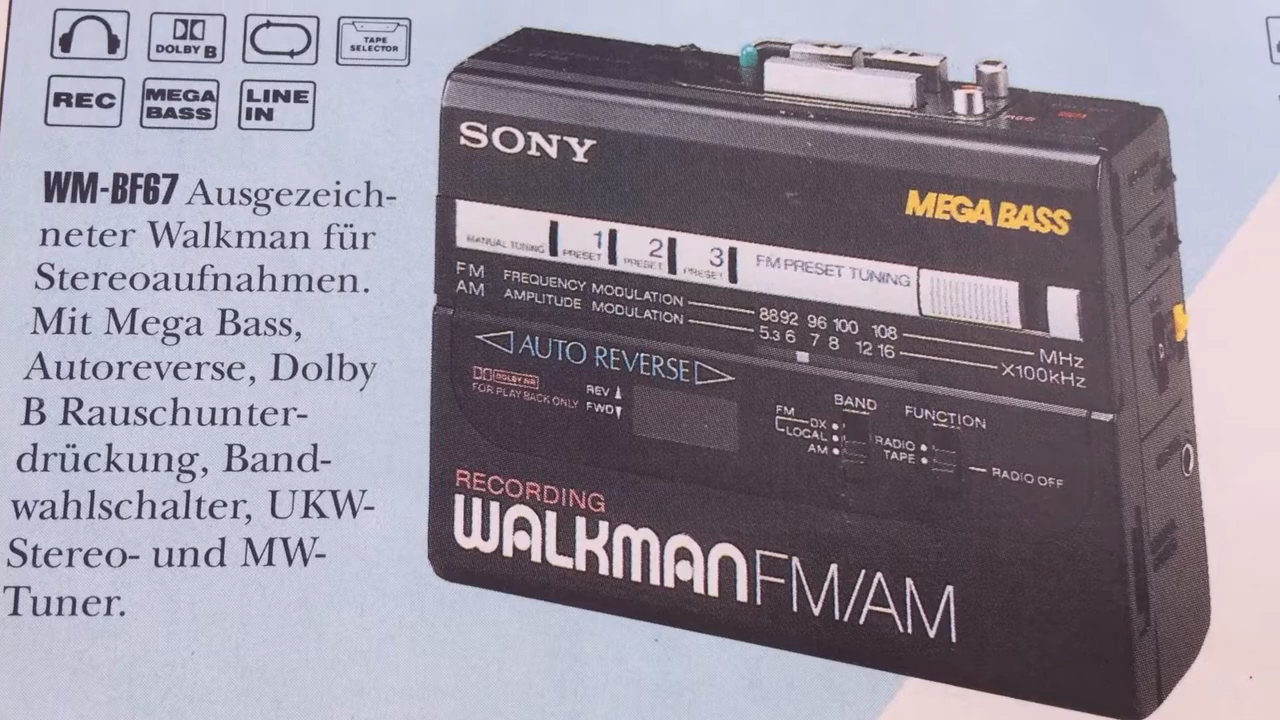 DOLBY B
TAPE
SELECTOR
REC
MEGA
BASS
LINE
IN
WM-BF67 Ausgezeich-
neter Walkman für
Stereoaufnahmen.
Mit Mega Bass,
Autoreverse, Dolby
B Rauschunter-
drückung, Band-
wahlschalter, UKW-
Stereo- und MW-
Tuner.
SONY
MEGA BASS
MANUAL TUNING
1
PRESET
2
PRESET
3
PRESET
FM PRESET TUNING
FM FREQUENCY MODULATION 88 92 96 100 108 MHz
AM AMPLITUDE MODULATION 5.3 6 7 8 12 16 X100kHz
AUTO REVERSE
DOLBY NR
FOR PLAY BACK ONLY
REV
FWD
BAND
FM
DX
LOCAL
AM
FUNCTION
RADIO
TAPE
RADIO OFF
RECORDING
WALKMAN FM/AM